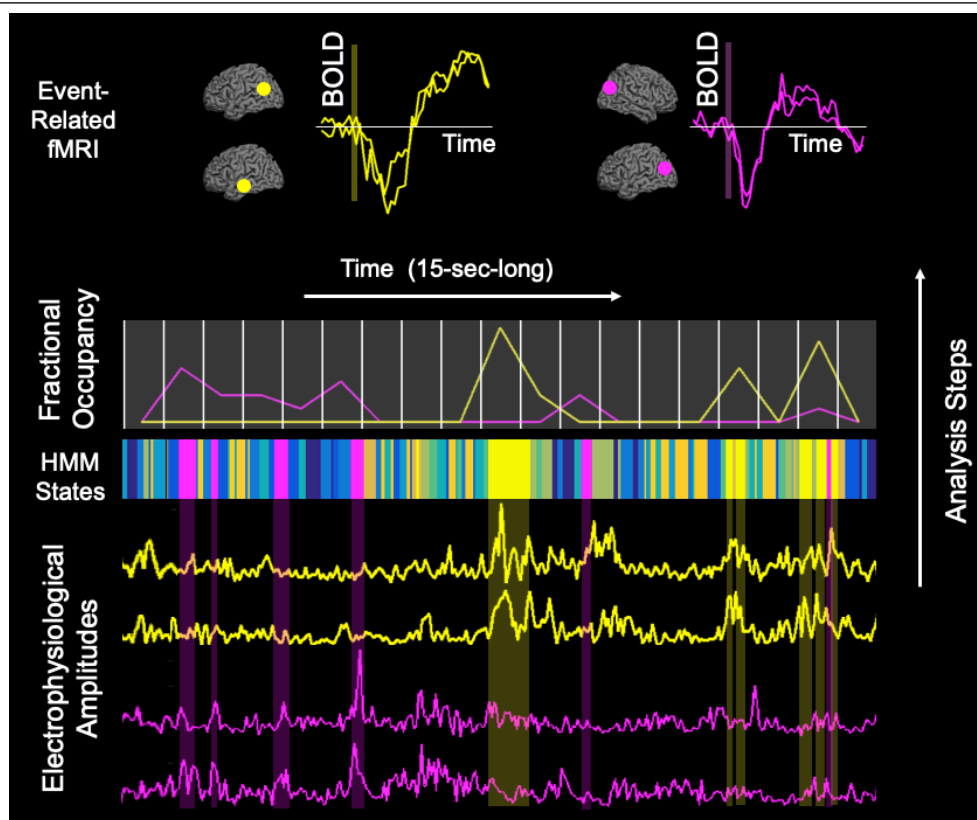 Event-
Related
fMRI
BOLD
Time
BOLD
Time
Time (15-sec-long)
Fractional
Occupancy
HMM
States
Electrophysiological
Amplitudes
Analysis Steps